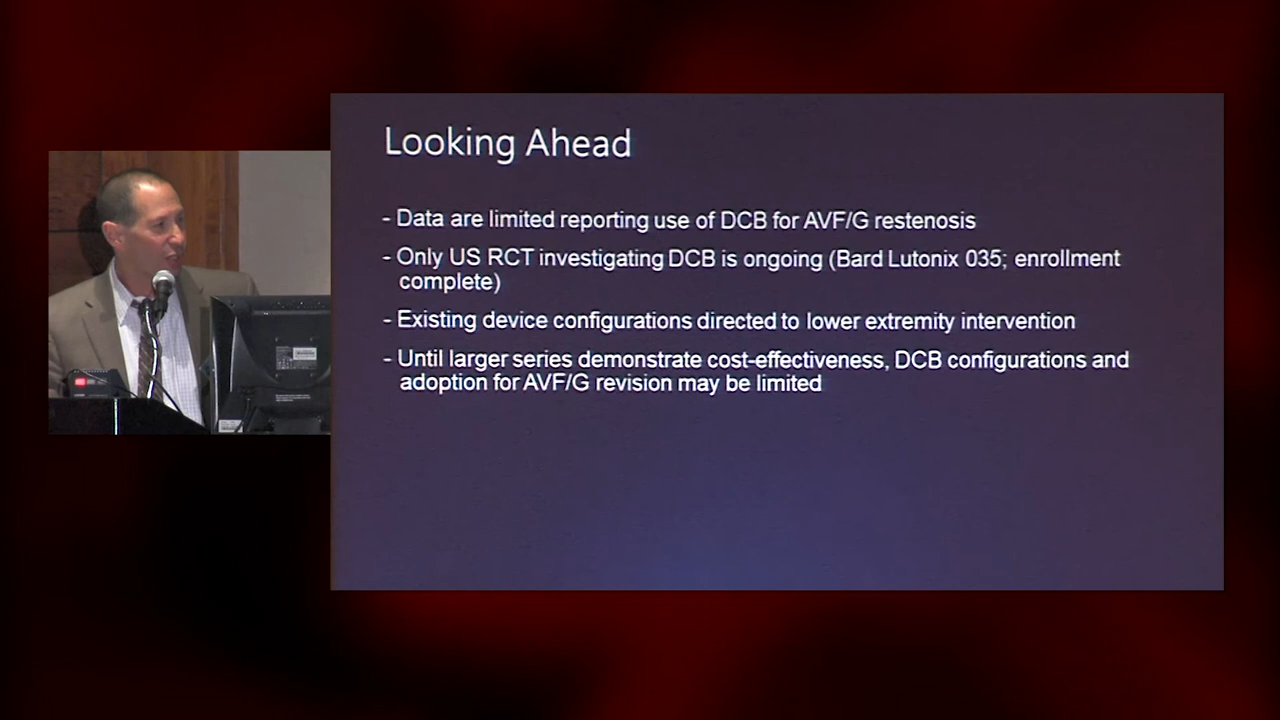 Looking Ahead
- Data are limited reporting use of DCB for AVF/G restenosis
- Only US RCT investigating DCB is ongoing (Bard Lutonix 035; enrollment
complete)
- Existing device configurations directed to lower extremity intervention
- Until larger series demonstrate cost-effectiveness, DCB configurations and
adoption for AVF/G revision may be limited